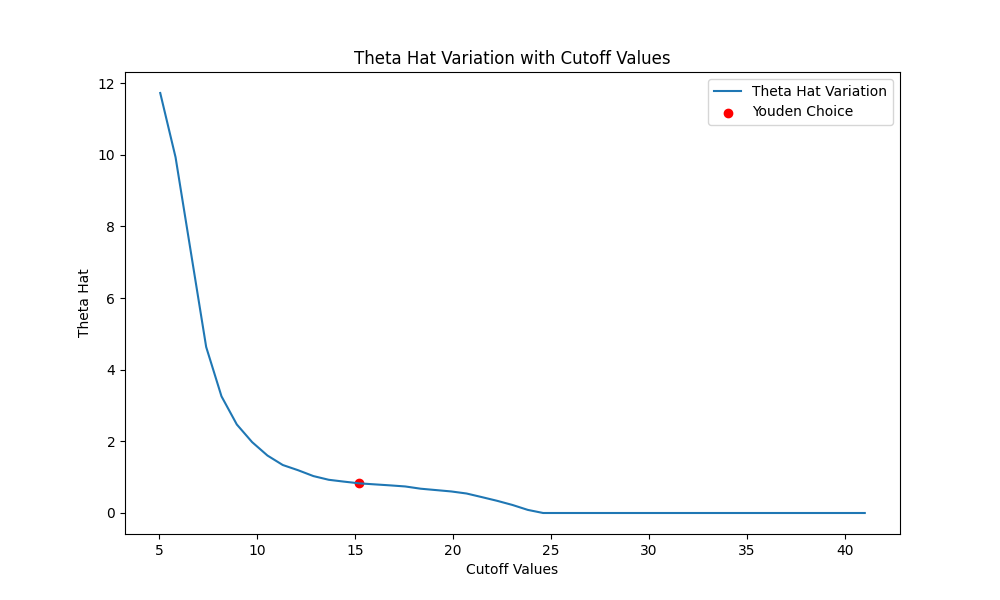 Theta Hat Variation with Cutoff Values
Theta Hat Variation
Youden Choice
12
10
8
6
4
2
0
Theta Hat
5 10 15 20 25 30 35 40
Cutoff Values